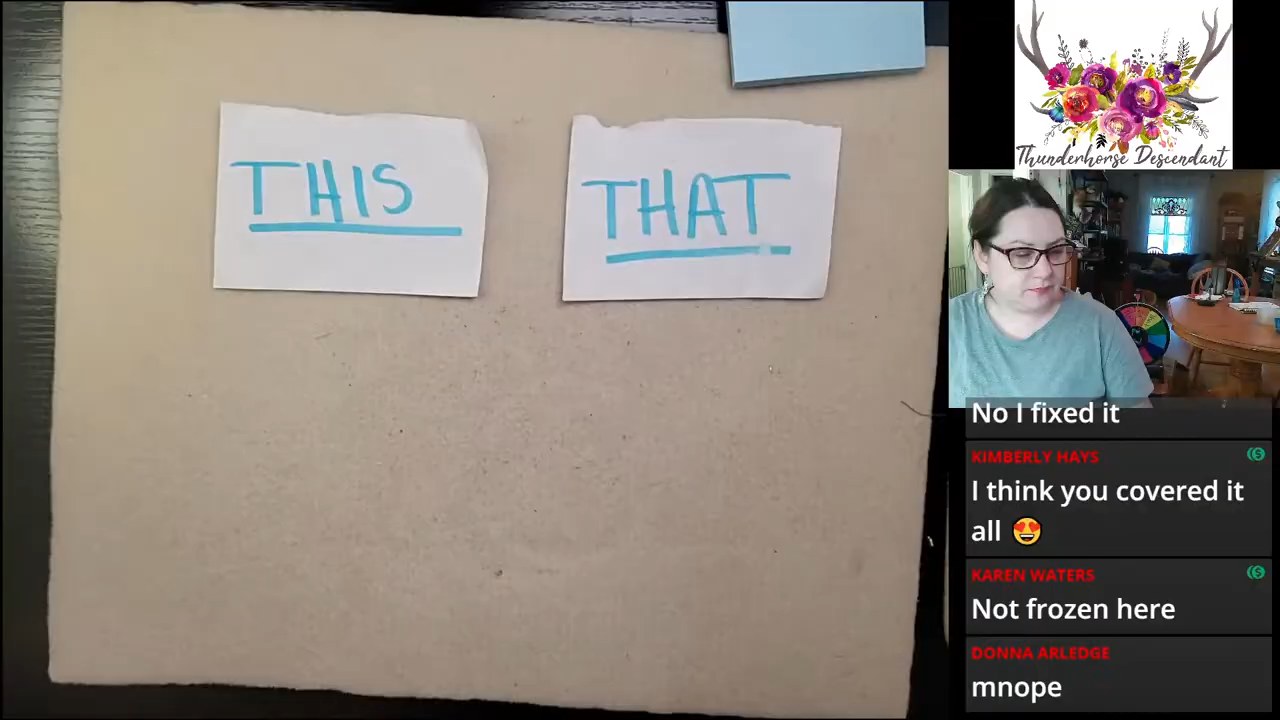 THIS
THAT
Thunderhorse Descendant
No I fixed it
KIMBERLY HAYS
I think you covered it
all 😍
KAREN WATERS
Not frozen here
DONNA ARLEDGE
mnope